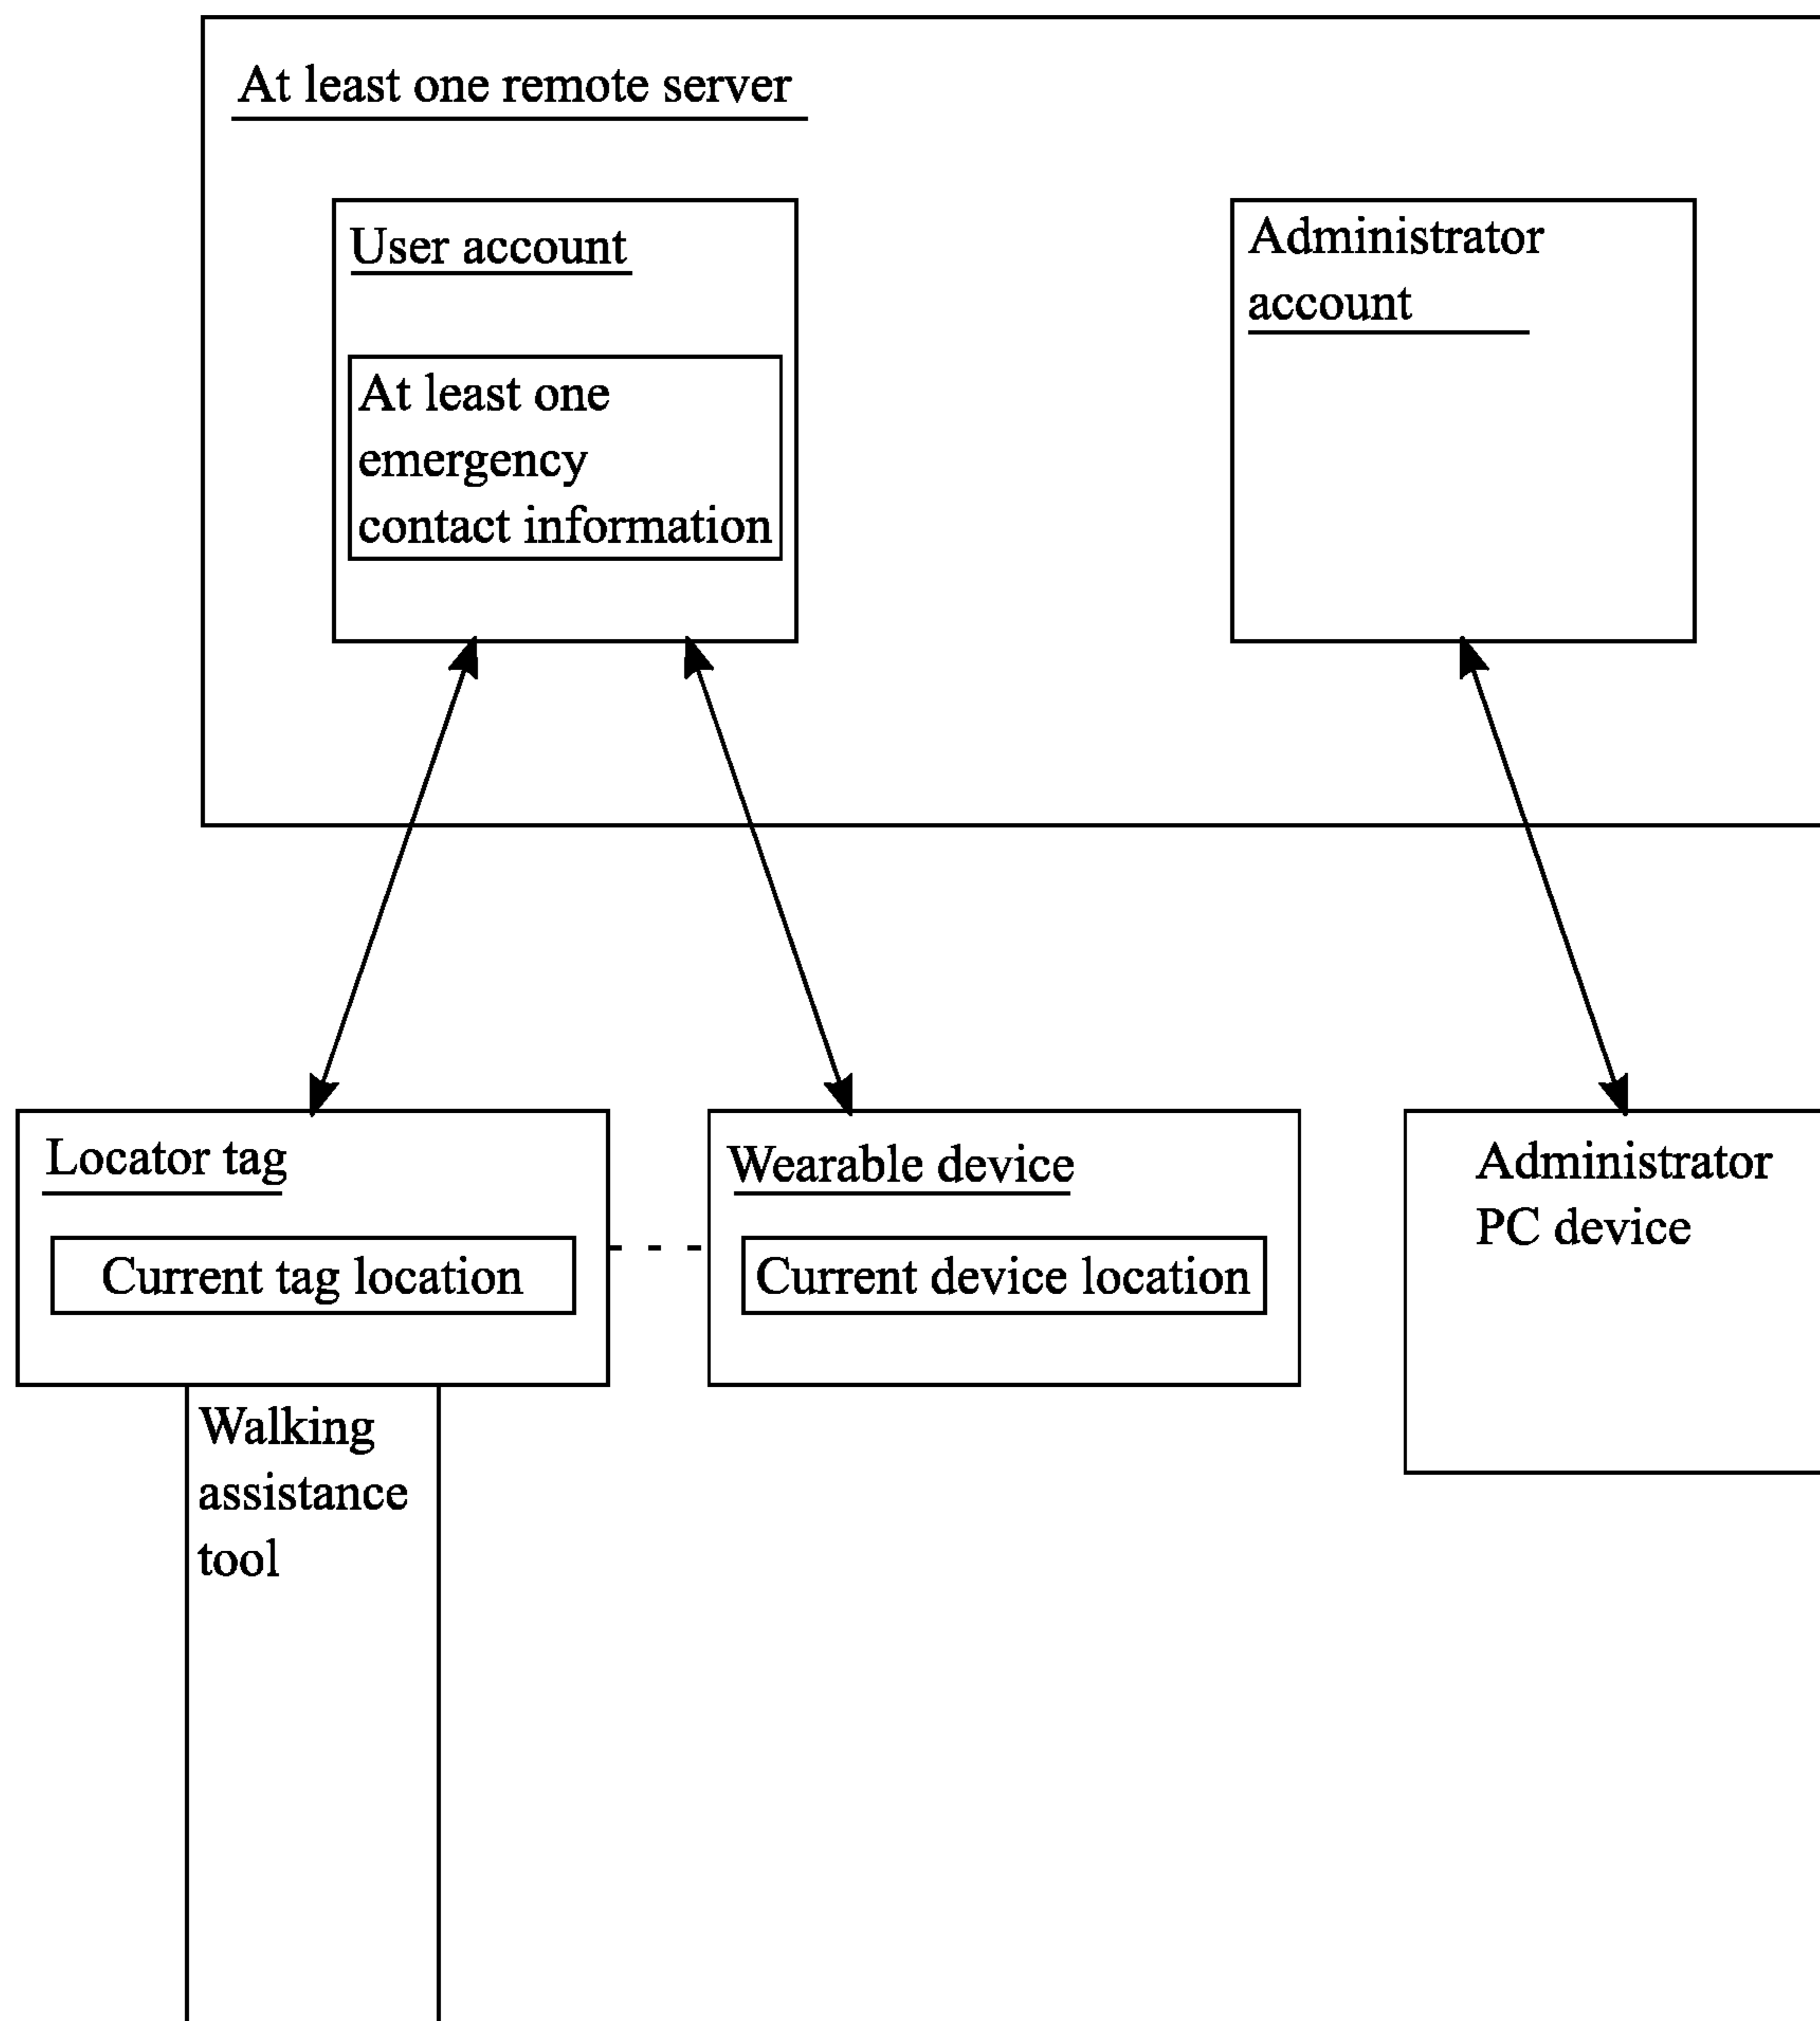 At least one remote server
User account
At least one
emergency
contact information
Administrator
account
Locator tag
Current tag location
Wearable device
Current device location
Administrator
PC device
Walking
assistance
tool